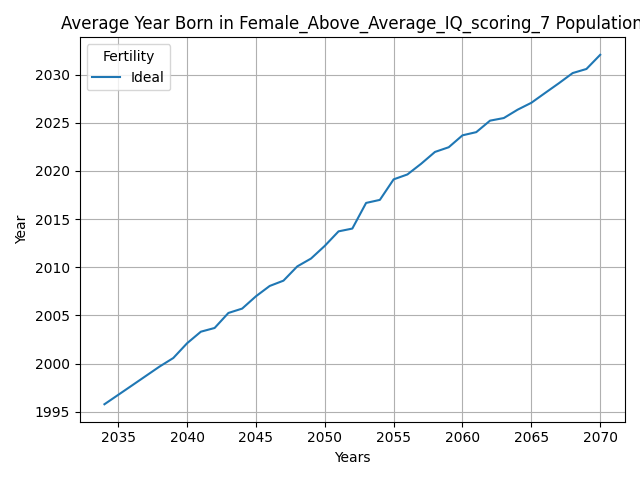 Average Year Born in Female_Above_Average_IQ_scoring_7 Population
Fertility
Ideal
Year
2030
2025
2020
2015
2010
2005
2000
1995
2035 2040 2045 2050 2055 2060 2065 2070
Years